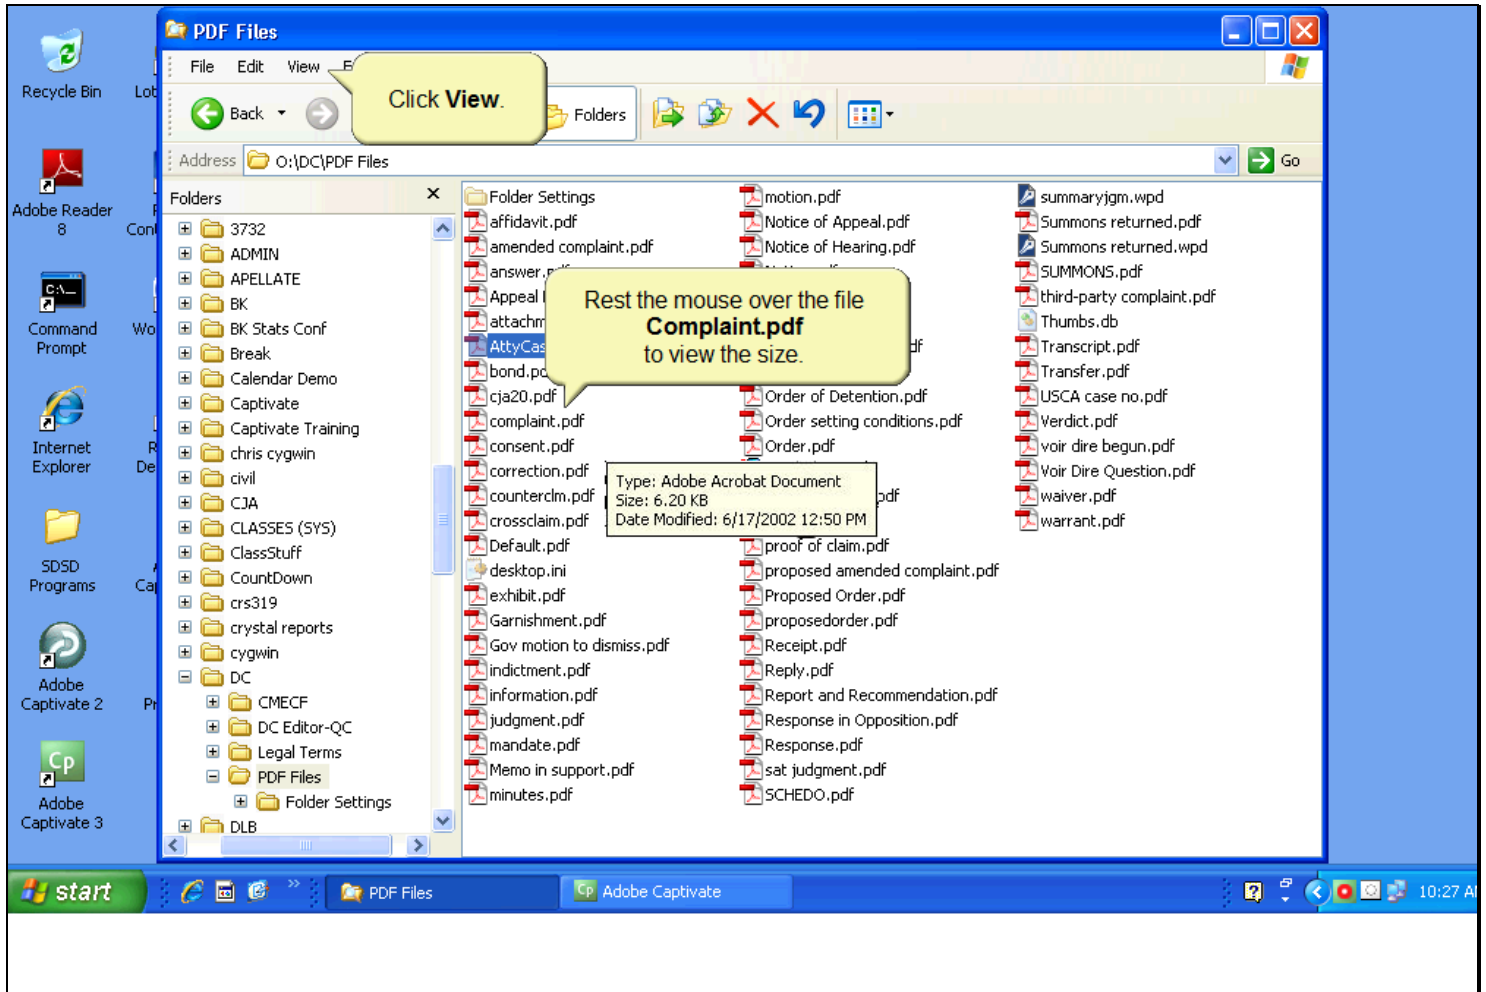 PDF Files
File Edit View
Click View.
Back
Folders
Address O:\DC\PDF Files
Go
Recycle Bin
Adobe Reader
8
Command
Prompt
Internet
Explorer
SDSD
Programs
Adobe
Captivate 2
Adobe
Captivate 3
Folders
3732
ADMIN
APELLATE
BK
BK Stats Conf
Break
Calendar Demo
Captivate
Captivate Training
chris cygwin
civil
CJA
CLASSES (SYS)
ClassStuff
CountDown
crs319
crystal reports
cygwin
DC
CMECF
DC Editor-QC
Legal Terms
PDF Files
Folder Settings
DLB
Folder Settings
affidavit.pdf
amended complaint.pdf
answer.pdf
Appeal
cja20.pdf
complaint.pdf
consent.pdf
correction.pdf
counterclm.pdf
crossclaim.pdf
Default.pdf
desktop.ini
exhibit.pdf
Garnishment.pdf
Gov motion to dismiss.pdf
indictment.pdf
information.pdf
judgment.pdf
mandate.pdf
Memo in support.pdf
minutes.pdf
Rest the mouse over the file
Complaint.pdf
to view the size.
Type: Adobe Acrobat Document
Size: 6.20 KB
Date Modified: 6/17/2002 12:50 PM
motion.pdf
Notice of Appeal.pdf
Notice of Hearing.pdf
Order of Detention.pdf
Order setting conditions.pdf
Order.pdf
proof of claim.pdf
proposed amended complaint.pdf
Proposed Order.pdf
proposedorder.pdf
Receipt.pdf
Reply.pdf
Report and Recommendation.pdf
Response in Opposition.pdf
Response.pdf
sat judgment.pdf
SCHEDO.pdf
summaryjgm.wpd
Summons returned.pdf
Summons returned.wpd
SUMMONS.pdf
third-party complaint.pdf
Thumbs.db
Transcript.pdf
Transfer.pdf
USCA case no.pdf
Verdict.pdf
voir dire begun.pdf
Voir Dire Question.pdf
waiver.pdf
warrant.pdf
start
PDF Files
Adobe Captivate
10:27 A